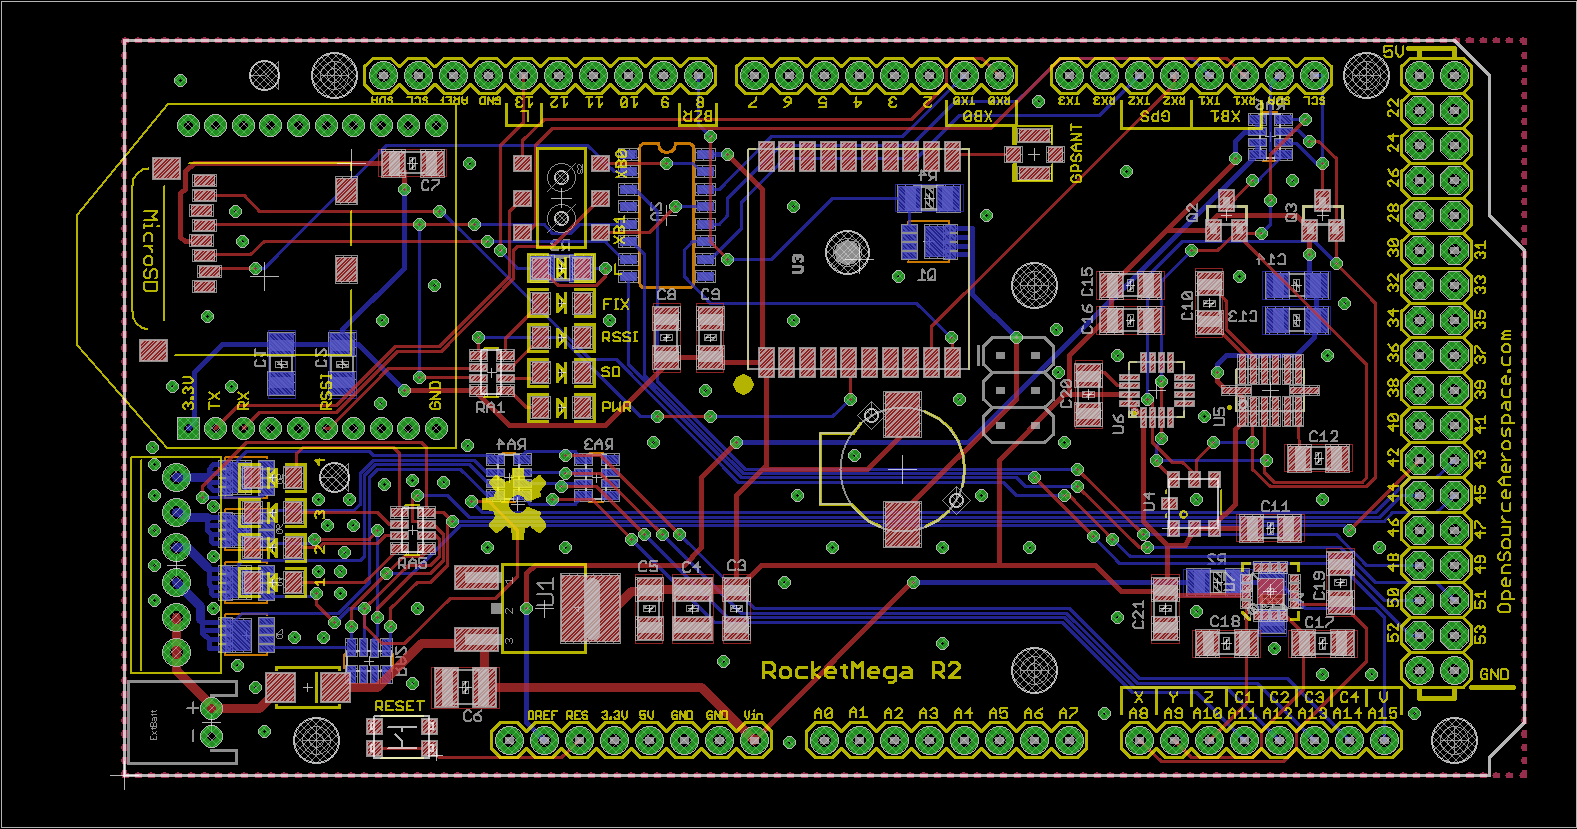 5V
SDA SCL AREF GND 13 12 11 10 9 8
7 6 5 4 3 2 TX0 RX0
TX3 RX3 TX2 RX2 TX1 RX1 SDA SCL
L
BZR
XB0
GPS
XB1
GPSANT
22
24
26
28
30 31
32 33
34 35
36 37
38 39
40 41
42 43
44 45
46 47
48 49
50 51
52 53
GND
OpenSourceAerospace.com
MicroSD
C7
XB0
XB1
U3
R4
Q1
Q2
Q3
C15
C16
C10
C14
C13
C8
C9
FIX
RSSI
SD
PWR
C1
C2
3.3V
TX
RX
RSSI
GND
RA1
C20
U6
U5
C12
RA4
RA3
4
3
2
1
RA5
U4
C11
U1
1
2
3
C5
C4
C3
C21
C19
C18
C17
RA2
RocketMega R2
ExtBatt
+
RESET
C6
OREF RES 3.3V 5V GND GND Vin
A0 A1 A2 A3 A4 A5 A6 A7
X Y Z C1 C2 C3 C4 V
A8 A9 A10 A11 A12 A13 A14 A15